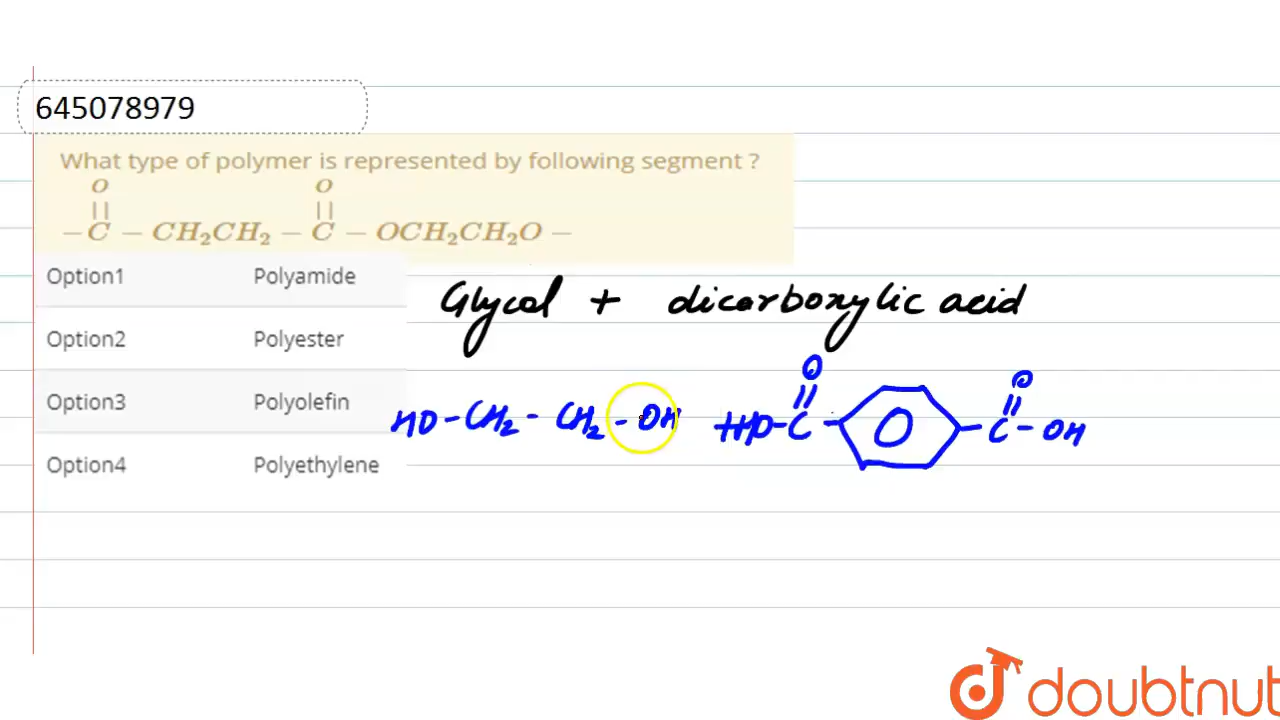 645078979
What type of polymer is represented by following segment ?
O O
|| ||
− C − CH₂CH₂ − C − OCH₂CH₂O −
Option1 Polyamide
Glycol + dicarboxylic acid
Option2 Polyester
O O
|| ||
Option3 Polyolefin
HO - CH₂ - CH₂ - OH HO - C - O - C - OH
Option4 Polyethylene
doubtnut